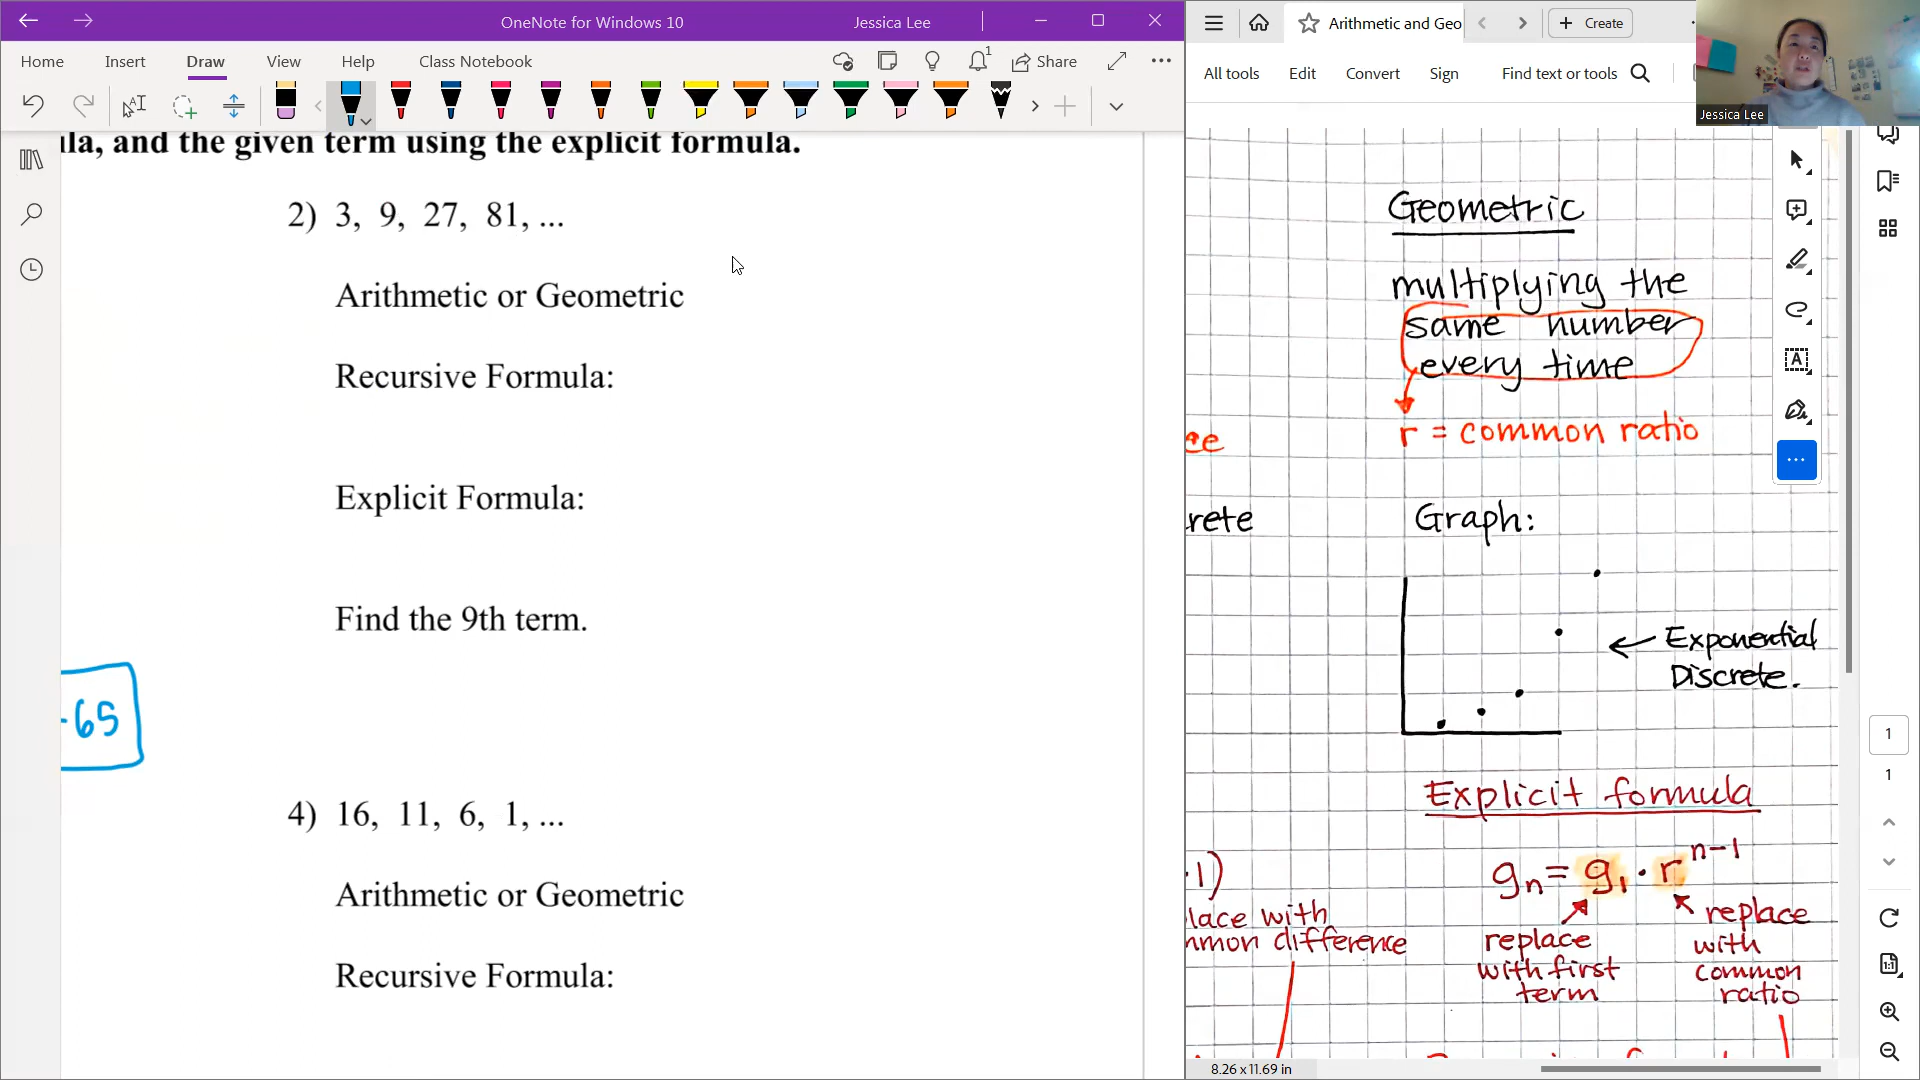 OneNote for Windows 10
Jessica Lee
Home Insert Draw View Help Class Notebook
1
Share
la, and the given term using the explicit formula.
2) 3, 9, 27, 81, ...
Arithmetic or Geometric
Recursive Formula:
Explicit Formula:
Find the 9th term.
-65
4) 16, 11, 6, 1, ...
Arithmetic or Geometric
Recursive Formula:
Arithmetic and Geo
Create
All tools Edit Convert Sign Find text or tools
Jessica Lee
Geometric
multiplying the
same number
every time
r = common ratio
ce
rete
Graph:
Exponential
Discrete.
Explicit formula
gn = g1 · r^n-1
·1)
lace with
mmon difference
replace
with first
term
replace
with
common
ratio
1
1
8.26 x 11.69 in